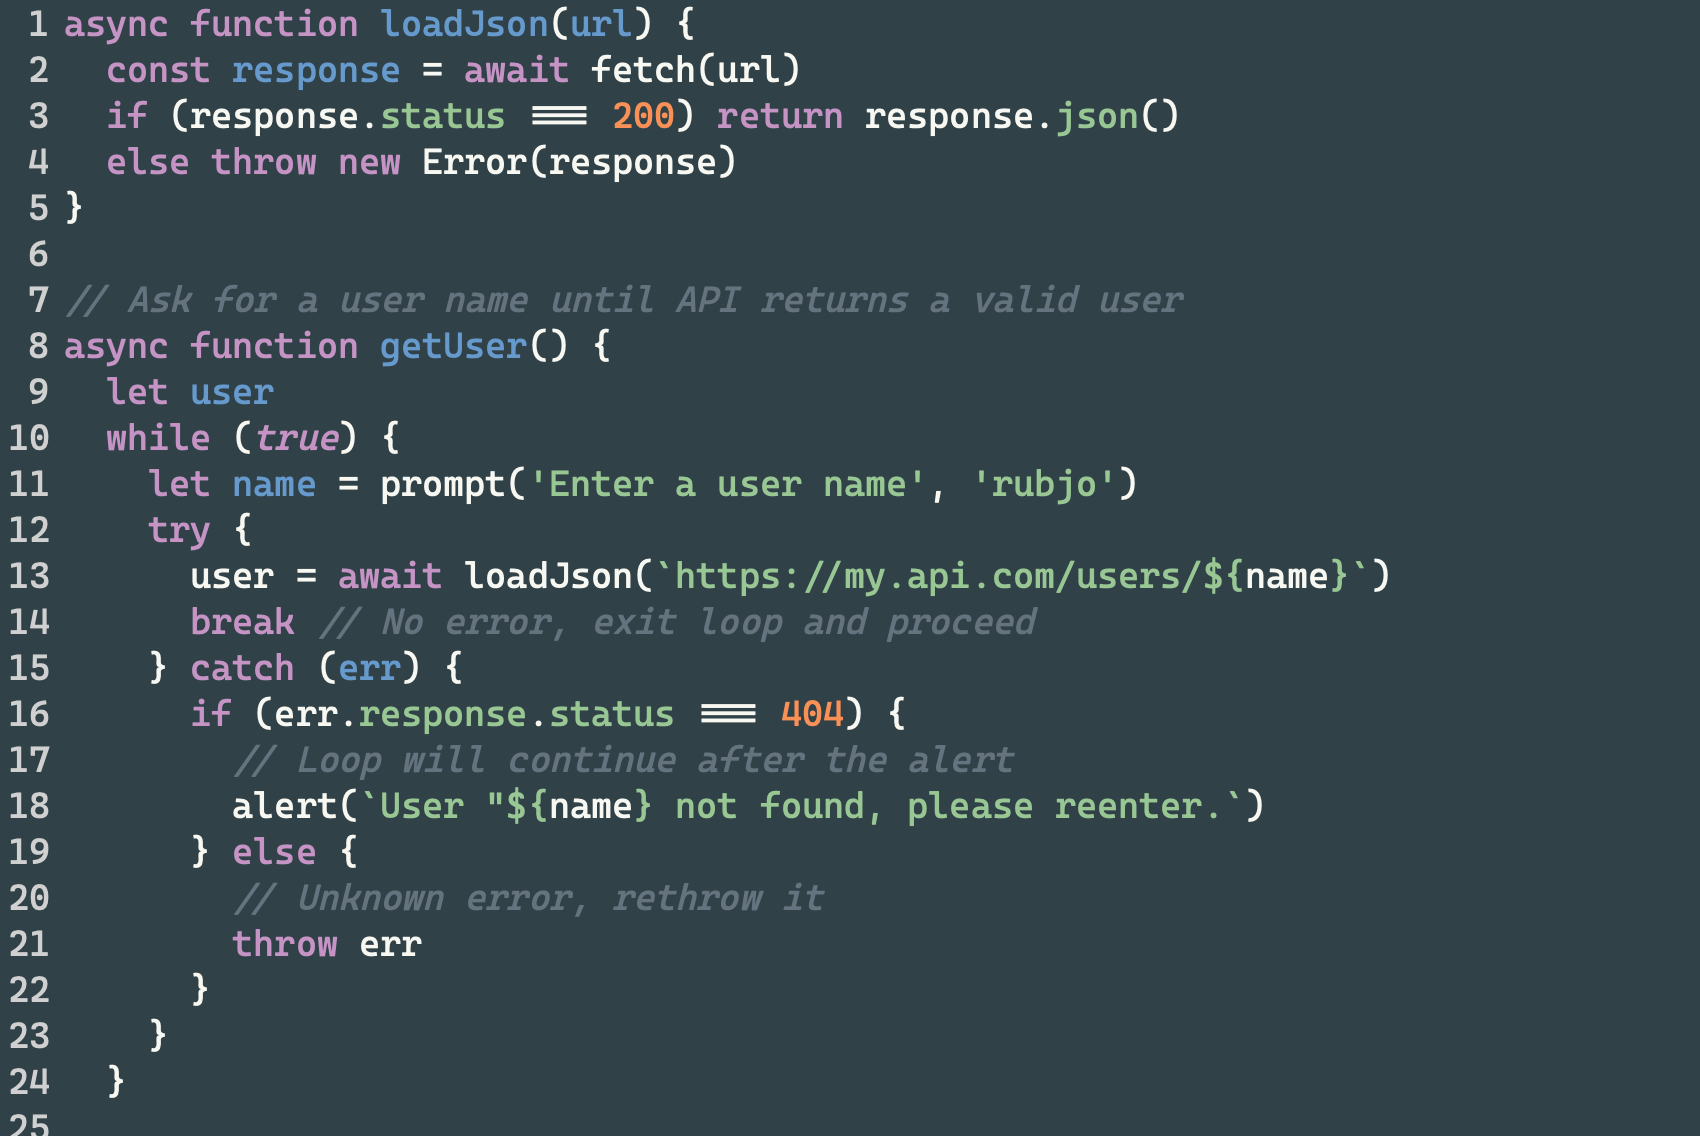 1 async function loadJson(url) {
2   const response = await fetch(url)
3   if (response.status === 200) return response.json()
4   else throw new Error(response)
5 }
6
7 // Ask for a user name until API returns a valid user
8 async function getUser() {
9   let user
10   while (true) {
11     let name = prompt('Enter a user name', 'rubjo')
12     try {
13       user = await loadJson(`https://my.api.com/users/${name}`)
14       break // No error, exit loop and proceed
15     } catch (err) {
16       if (err.response.status === 404) {
17         // Loop will continue after the alert
18         alert(`User "${name} not found, please reenter.`)
19       } else {
20         // Unknown error, rethrow it
21         throw err
22       }
23     }
24   }
25